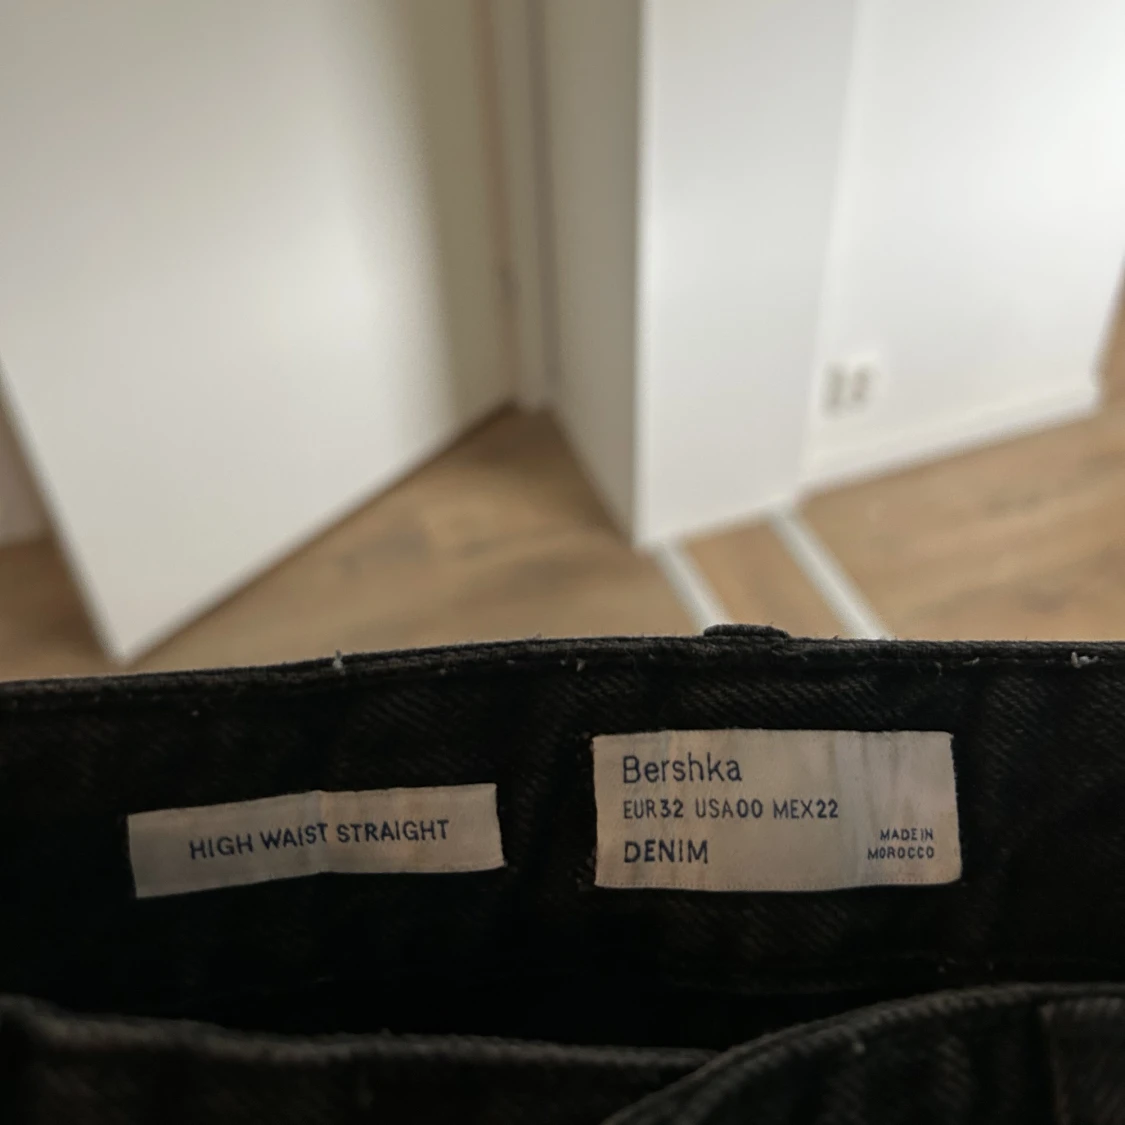 HIGH WAIST STRAIGHT
Bershka
EUR32 USA00 MEX22
DENIM
MADE IN
MOROCCO